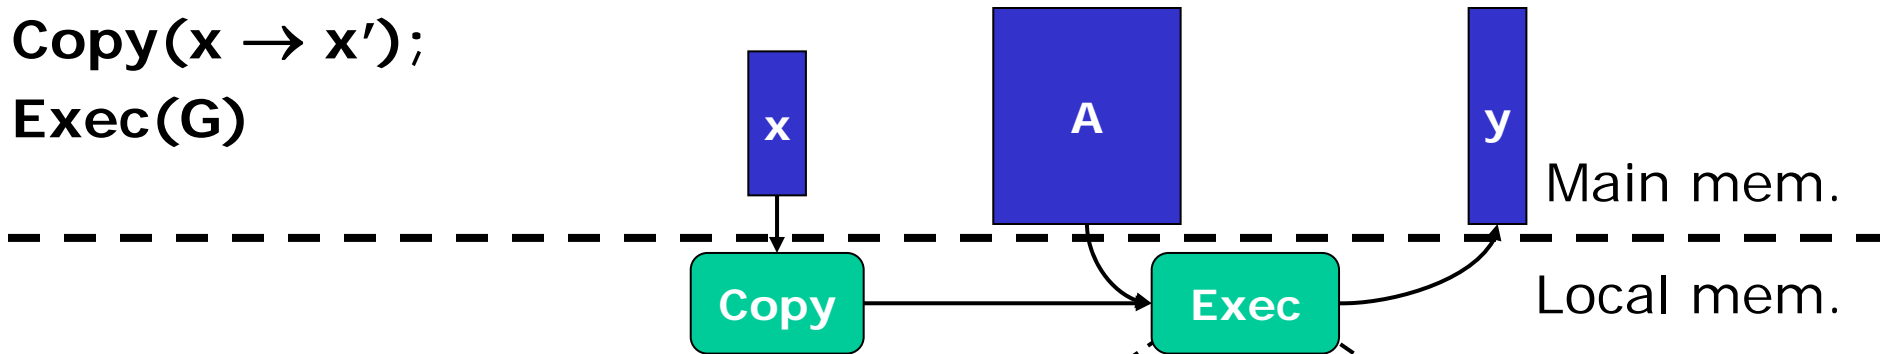 Copy(x → x′);
Exec(G)
x
A
y
Main mem.
Local mem.
Copy
Exec